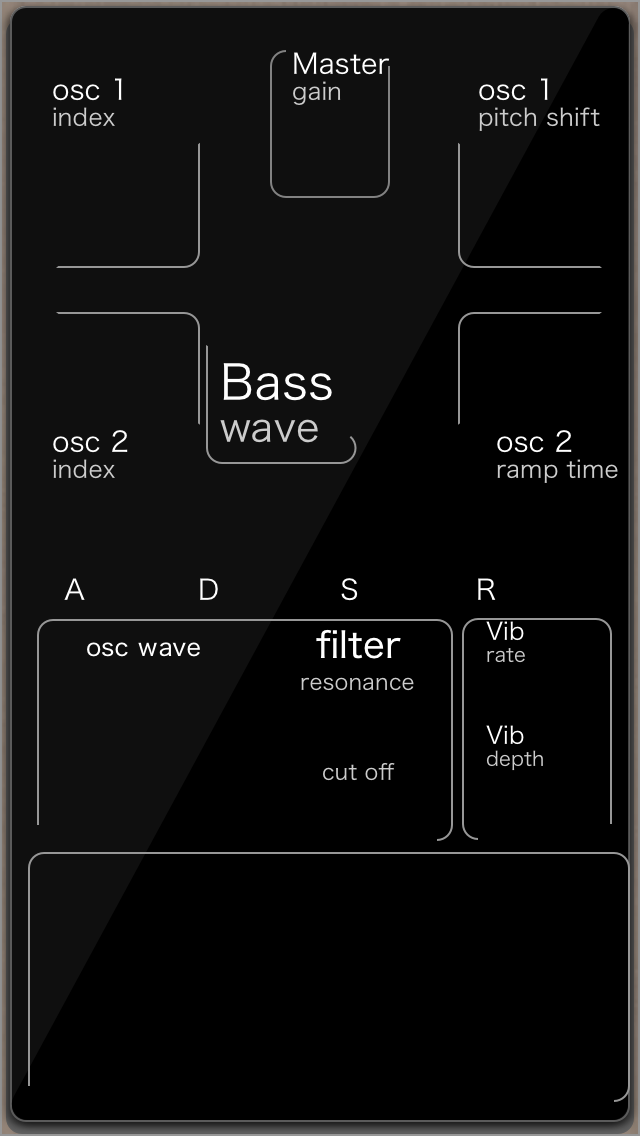 Master
gain
osc 1
index
osc 1
pitch shift
Bass
wave
osc 2
index
osc 2
ramp time
A D S R
osc wave
filter
resonance
cut off
Vib
rate
Vib
depth